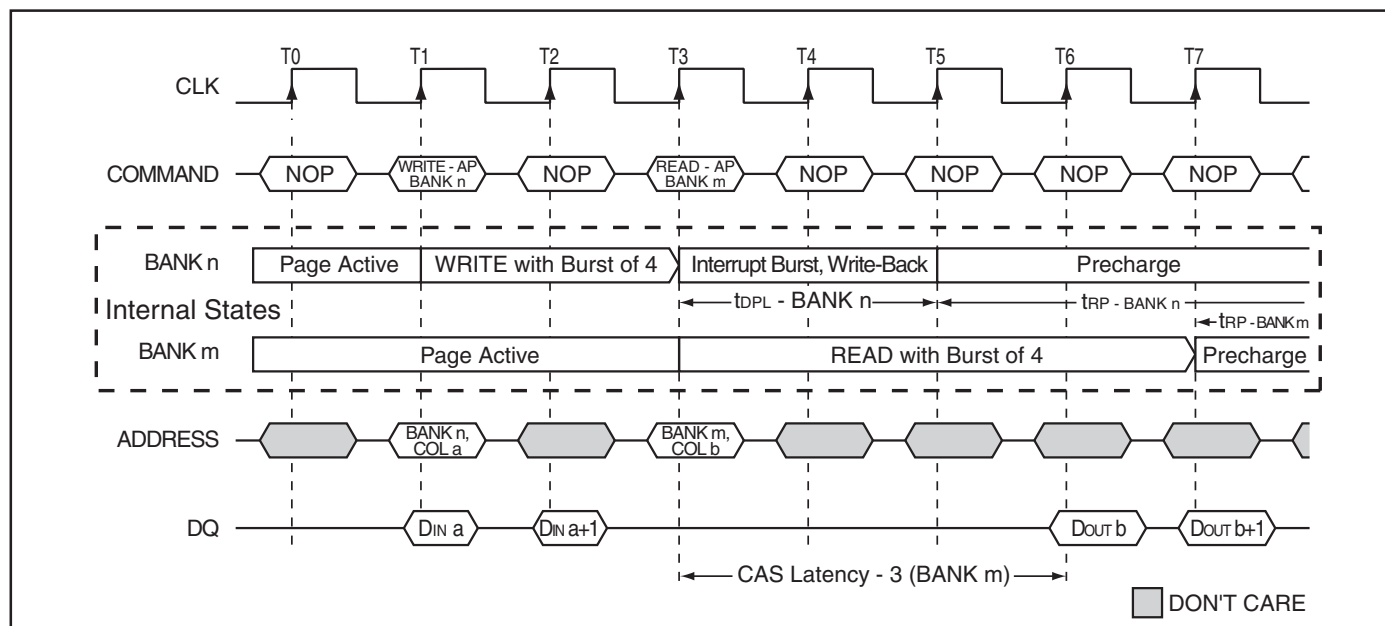 T0 T1 T2 T3 T4 T5 T6 T7
CLK
COMMAND NOP WRITE - AP BANK n NOP READ - AP BANK m NOP NOP NOP NOP
BANK n Page Active WRITE with Burst of 4 Interrupt Burst, Write-Back Precharge
tDPL - BANK n tRP - BANK n
Internal States
tRP - BANK m
BANK m Page Active READ with Burst of 4 Precharge
ADDRESS BANK n, COL a BANK m, COL b
DQ DIN a DIN a+1 DOUT b DOUT b+1
CAS Latency - 3 (BANK m)
DON'T CARE